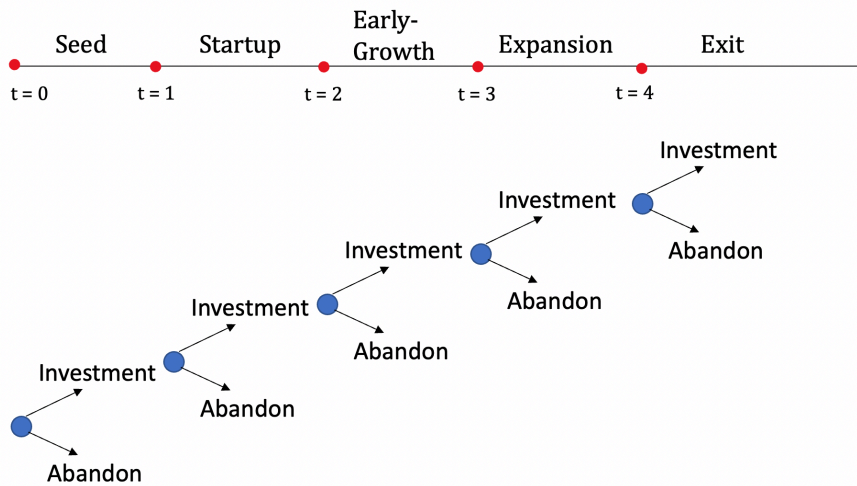 Seed
Startup
Early-
Growth
Expansion
Exit
t = 0
t = 1
t = 2
t = 3
t = 4
Investment
Investment
Abandon
Investment
Abandon
Investment
Abandon
Investment
Abandon
Abandon